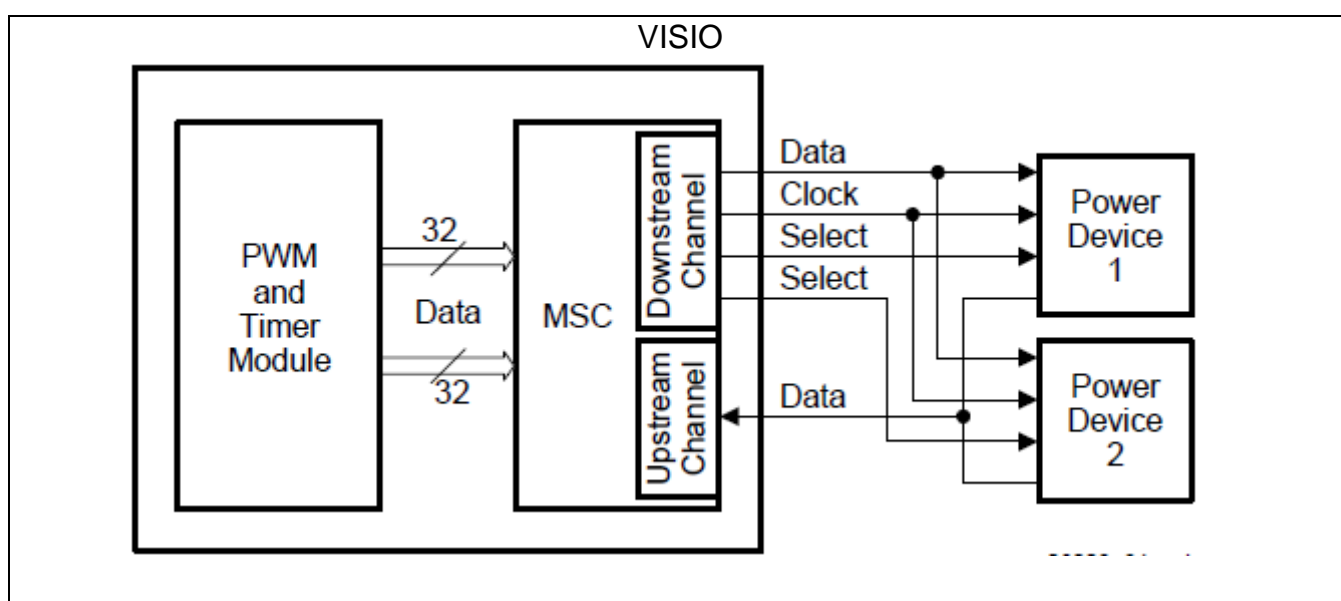 VISIO
PWM
and
Timer
Module
32
Data
32
MSC
Downstream
Channel
Upstream
Channel
Data
Clock
Select
Select
Data
Power
Device
1
Power
Device
2